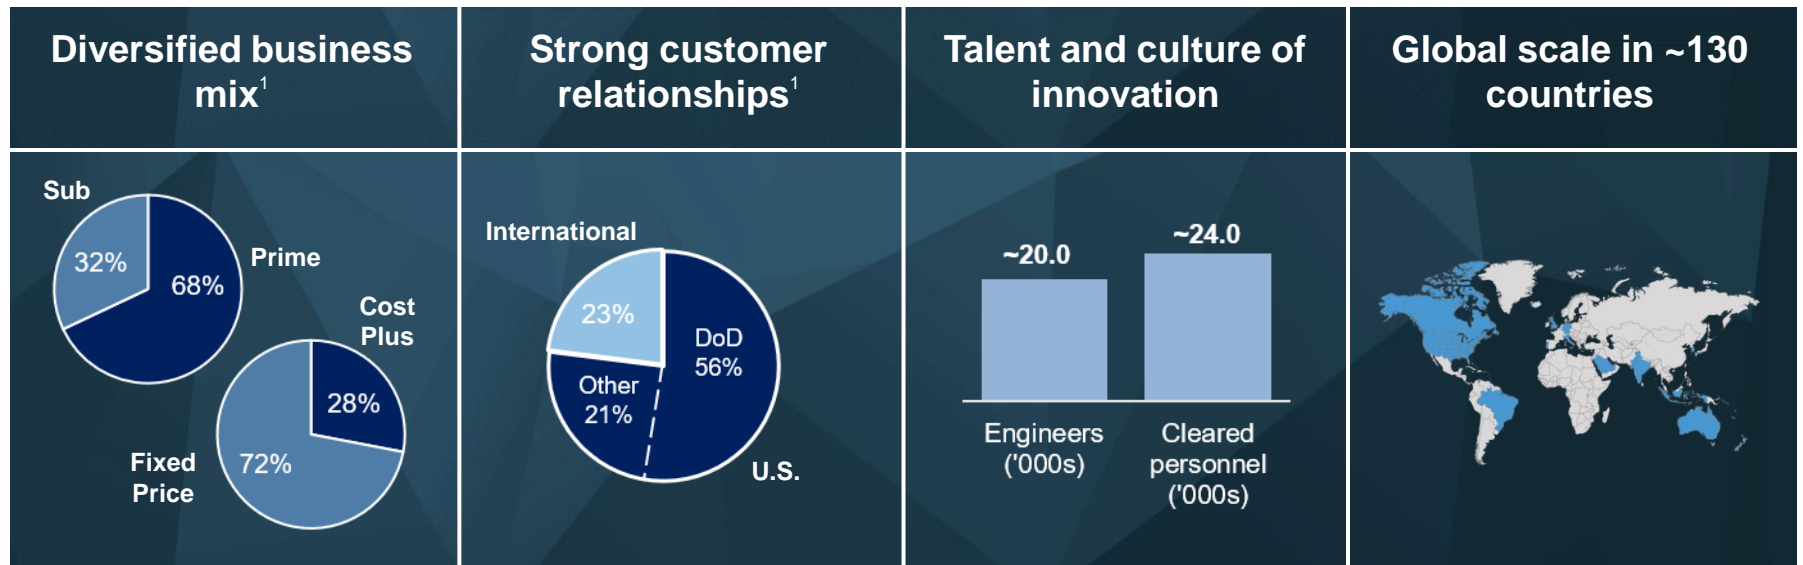 Diversified business
mix1
Strong customer
relationships1
Talent and culture of
innovation
Global scale in ~130
countries
Sub
32%
68%
Prime
Cost
Plus
28%
72%
Fixed
Price
International
23%
DoD
56%
Other
21%
U.S.
~20.0
~24.0
Engineers
('000s)
Cleared
personnel
('000s)